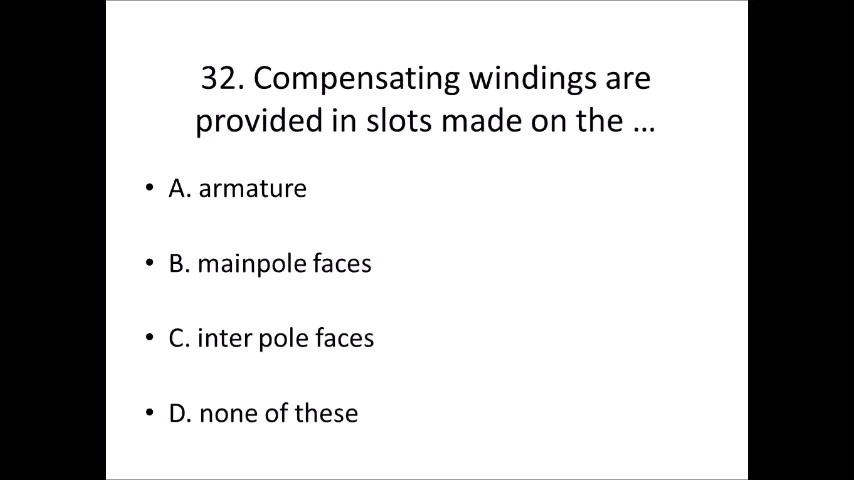 32. Compensating windings are
provided in slots made on the ...
• A. armature
• B. mainpole faces
• C. inter pole faces
• D. none of these